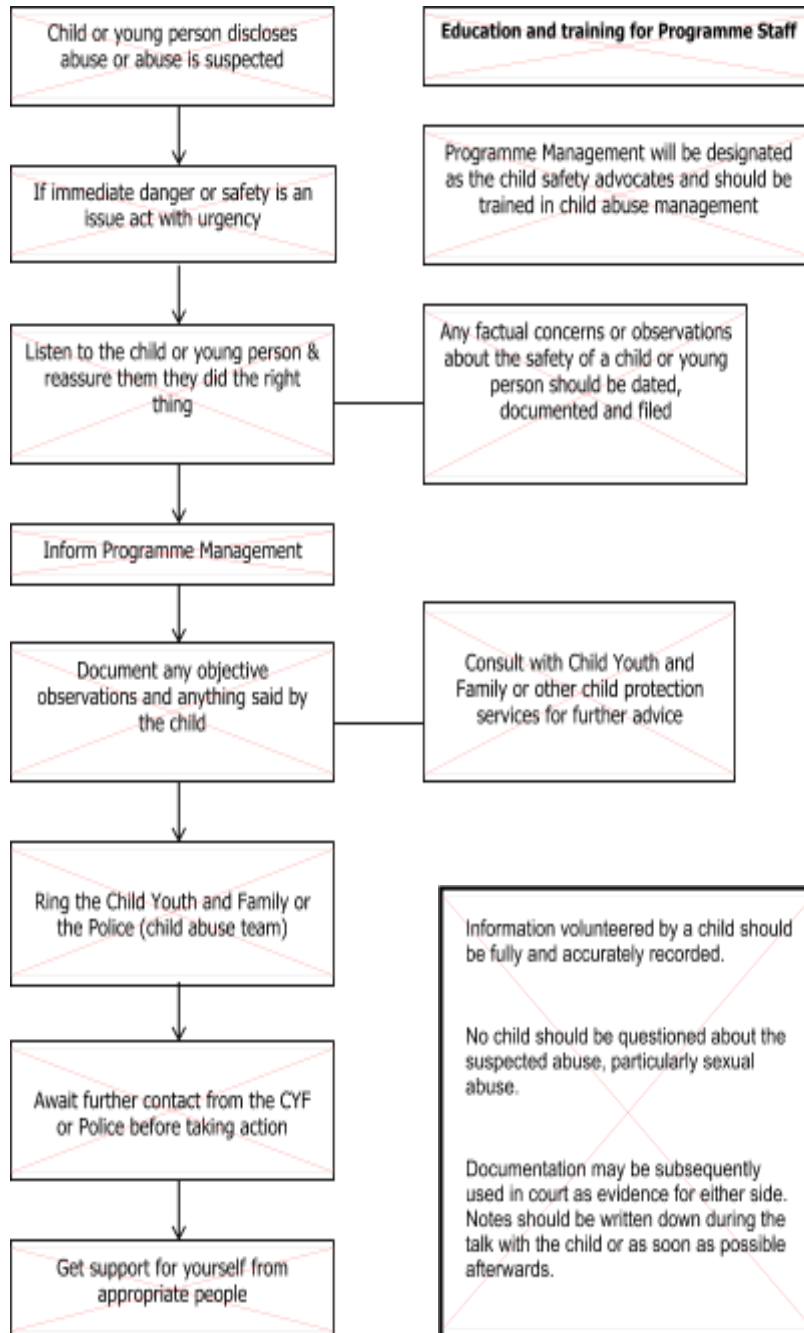 Child or young person discloses
abuse or abuse is suspected
Education and training for Programme Staff
Programme Management will be designated
as the child safety advocates and should be
trained in child abuse management
If immediate danger or safety is an
issue act with urgency
Listen to the child or young person &
reassure them they did the right
thing
Any factual concerns or observations
about the safety of a child or young
person should be dated,
documented and filed
Inform Programme Management
Document any objective
observations and anything said by
the child
Consult with Child Youth and
Family or other child protection
services for further advice
Ring the Child Youth and Family or
the Police (child abuse team)
Await further contact from the CYF
or Police before taking action
Get support for yourself from
appropriate people
Information volunteered by a child should
be fully and accurately recorded.
No child should be questioned about the
suspected abuse, particularly sexual
abuse.
Documentation may be subsequently
used in court as evidence for either side.
Notes should be written down during the
talk with the child or as soon as possible
afterwards.